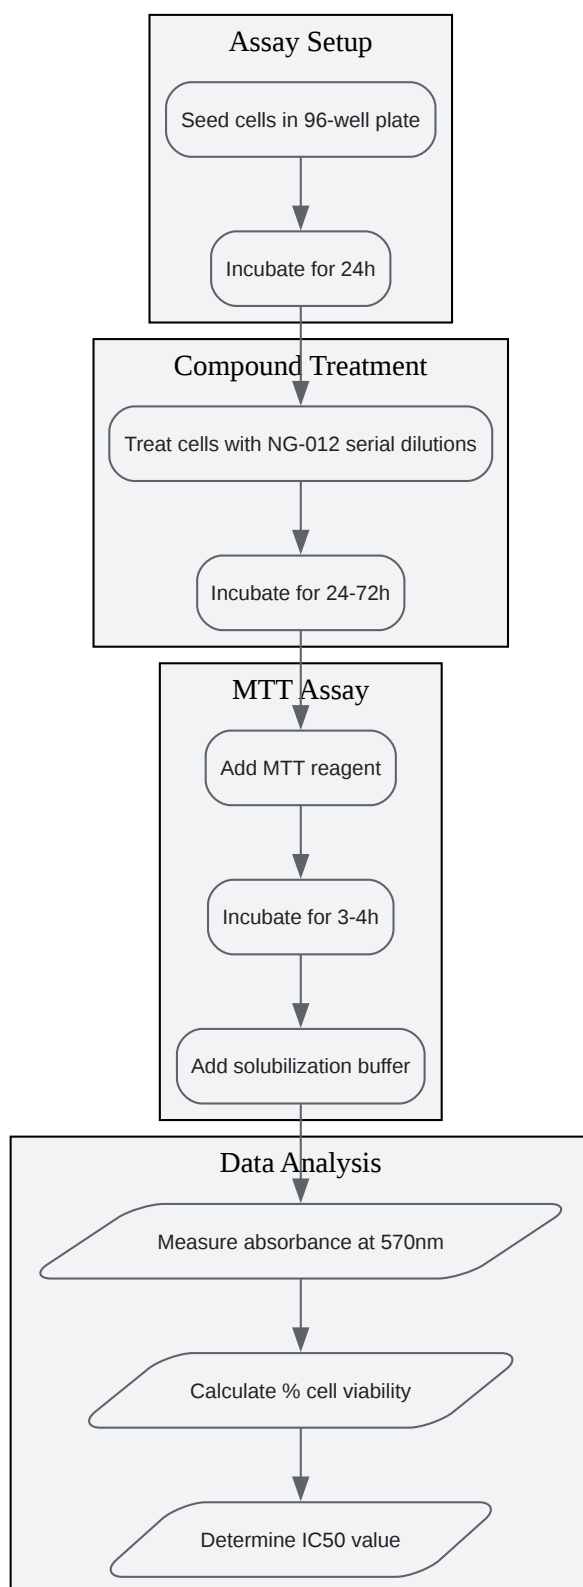 Assay Setup
Seed cells in 96-well plate
Incubate for 24h
Compound Treatment
Treat cells with NG-012 serial dilutions
Incubate for 24-72h
MTT Assay
Add MTT reagent
Incubate for 3-4h
Add solubilization buffer
Data Analysis
Measure absorbance at 570nm
Calculate % cell viability
Determine IC50 value